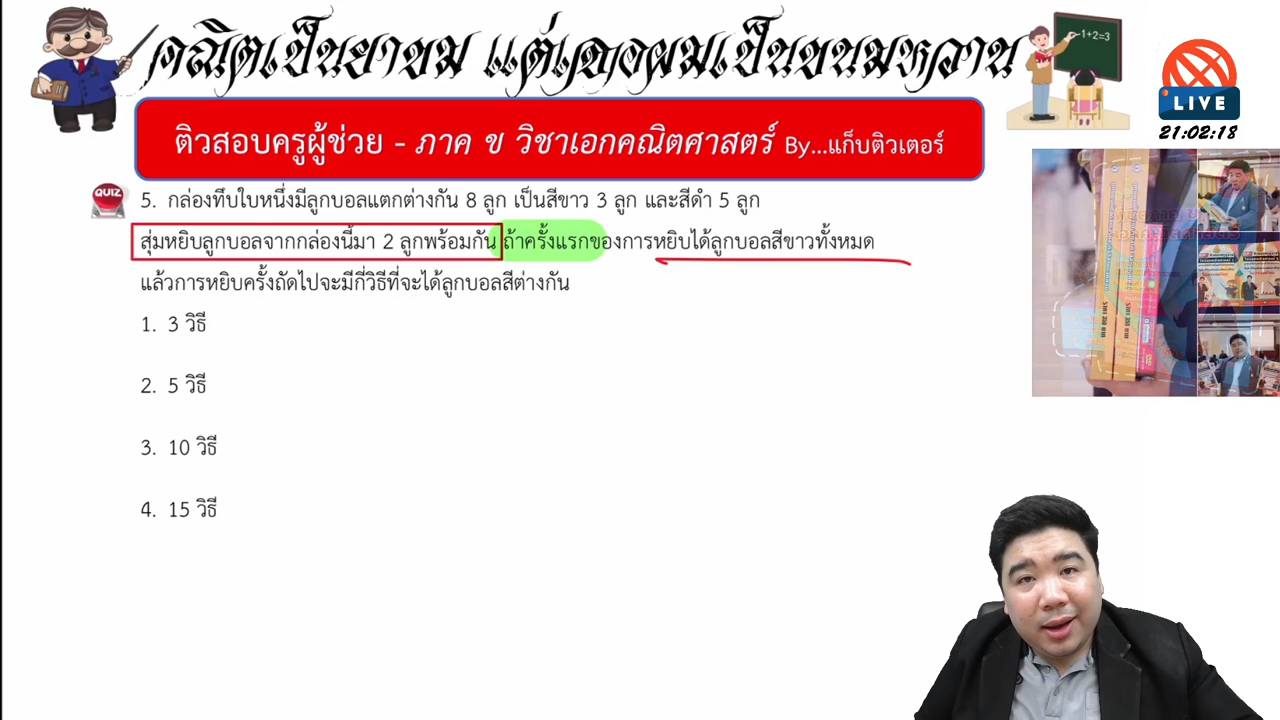 คณิตเป็นยาขม แต่เธอผมเป็นขนมหวาน
-1+2=3
LIVE
21:02:18
ติวสอบครูผู้ช่วย - ภาค ข วิชาเอกคณิตศาสตร์ By...แก็บติวเตอร์
QUIZ
5. กล่องทึบใบหนึ่งมีลูกบอลแตกต่างกัน 8 ลูก เป็นสีขาว 3 ลูก และสีดำ 5 ลูก
สุ่มหยิบลูกบอลจากกล่องนี้มา 2 ลูกพร้อมกัน ถ้าครั้งแรกของการหยิบได้ลูกบอลสีขาวทั้งหมด
แล้วการหยิบครั้งถัดไปจะมีกี่วิธีที่จะได้ลูกบอลสีต่างกัน
1. 3 วิธี
2. 5 วิธี
3. 10 วิธี
4. 15 วิธี